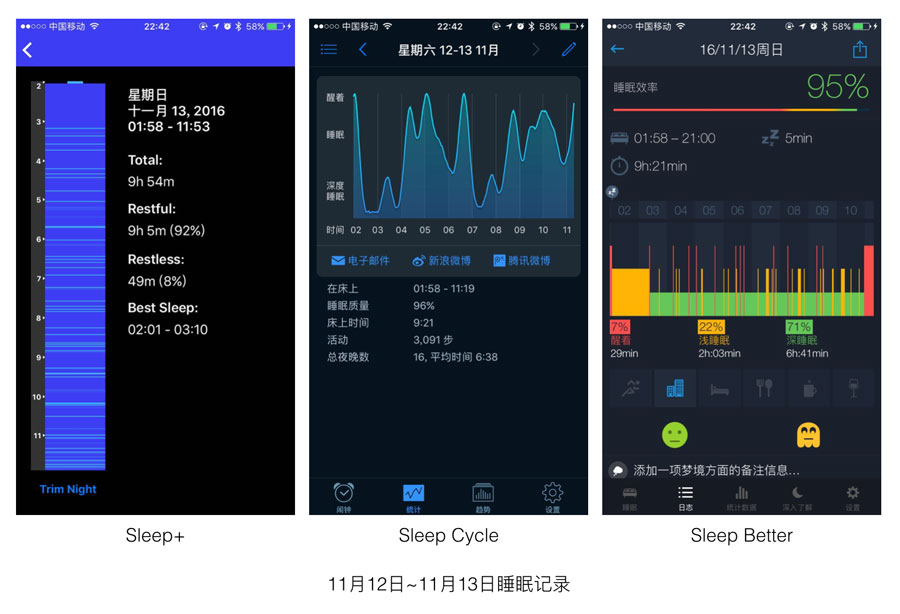 中国移动 22:42 58%
2
3
4
5
6
7
8
9
10
11
星期日
十一月 13, 2016
01:58 - 11:53
Total:
9h 54m
Restful:
9h 5m (92%)
Restless:
49m (8%)
Best Sleep:
02:01 - 03:10
Trim Night
Sleep+
中国移动 22:42 58%
星期六 12-13 11月
醒着
睡眠
深度
睡眠
时间 02 03 04 05 06 07 08 09 10 11
电子邮件 新浪微博 腾讯微博
在床上 01:58 - 11:19
睡眠质量 96%
床上时间 9:21
活动 3,091 步
总夜晚数 16, 平均时间 6:38
闹钟 统计 趋势 设置
Sleep Cycle
中国移动 22:42 58%
16/11/13周日
睡眠效率 95%
01:58 – 21:00 5min
9h:21min
02 03 04 05 06 07 08 09 10
7% 22% 71%
醒着 浅睡眠 深睡眠
29min 2h:03min 6h:41min
添加一项梦境方面的备注信息...
睡眠 日志 统计数据 深入了解 设置
Sleep Better
11月12日~11月13日睡眠记录